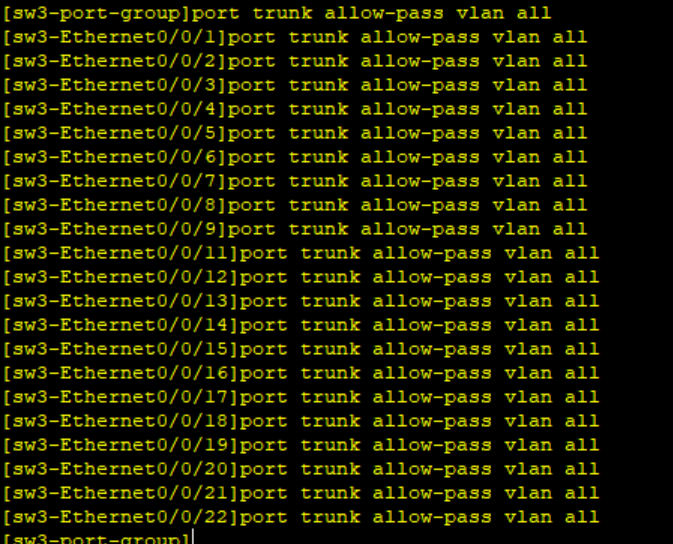 [sw3-port-group]port trunk allow-pass vlan all
[sw3-Ethernet0/0/1]port trunk allow-pass vlan all
[sw3-Ethernet0/0/2]port trunk allow-pass vlan all
[sw3-Ethernet0/0/3]port trunk allow-pass vlan all
[sw3-Ethernet0/0/4]port trunk allow-pass vlan all
[sw3-Ethernet0/0/5]port trunk allow-pass vlan all
[sw3-Ethernet0/0/6]port trunk allow-pass vlan all
[sw3-Ethernet0/0/7]port trunk allow-pass vlan all
[sw3-Ethernet0/0/8]port trunk allow-pass vlan all
[sw3-Ethernet0/0/9]port trunk allow-pass vlan all
[sw3-Ethernet0/0/11]port trunk allow-pass vlan all
[sw3-Ethernet0/0/12]port trunk allow-pass vlan all
[sw3-Ethernet0/0/13]port trunk allow-pass vlan all
[sw3-Ethernet0/0/14]port trunk allow-pass vlan all
[sw3-Ethernet0/0/15]port trunk allow-pass vlan all
[sw3-Ethernet0/0/16]port trunk allow-pass vlan all
[sw3-Ethernet0/0/17]port trunk allow-pass vlan all
[sw3-Ethernet0/0/18]port trunk allow-pass vlan all
[sw3-Ethernet0/0/19]port trunk allow-pass vlan all
[sw3-Ethernet0/0/20]port trunk allow-pass vlan all
[sw3-Ethernet0/0/21]port trunk allow-pass vlan all
[sw3-Ethernet0/0/22]port trunk allow-pass vlan all
[sw3-port-group]